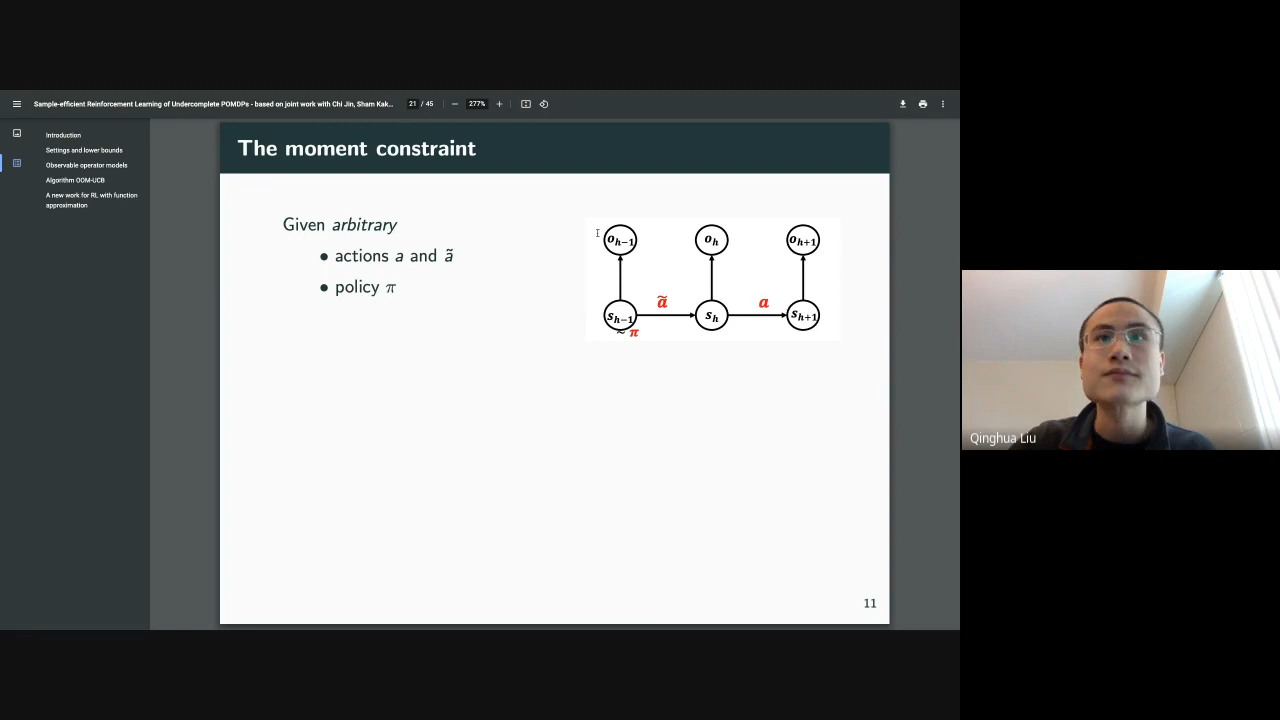 Sample-efficient Reinforcement Learning of Undercomplete POMDPs - based on joint work with Chi Jin, Sham Kak... 21 / 45 277%
Introduction
Settings and lower bounds
Observable operator models
Algorithm OOM-UCB
A new work for RL with function
approximation
The moment constraint
Given arbitrary
• actions a and ã
• policy π
o_{h-1} o_h o_{h+1}
ã a
s_{h-1} s_h s_{h+1}
~ π
11
Qinghua Liu